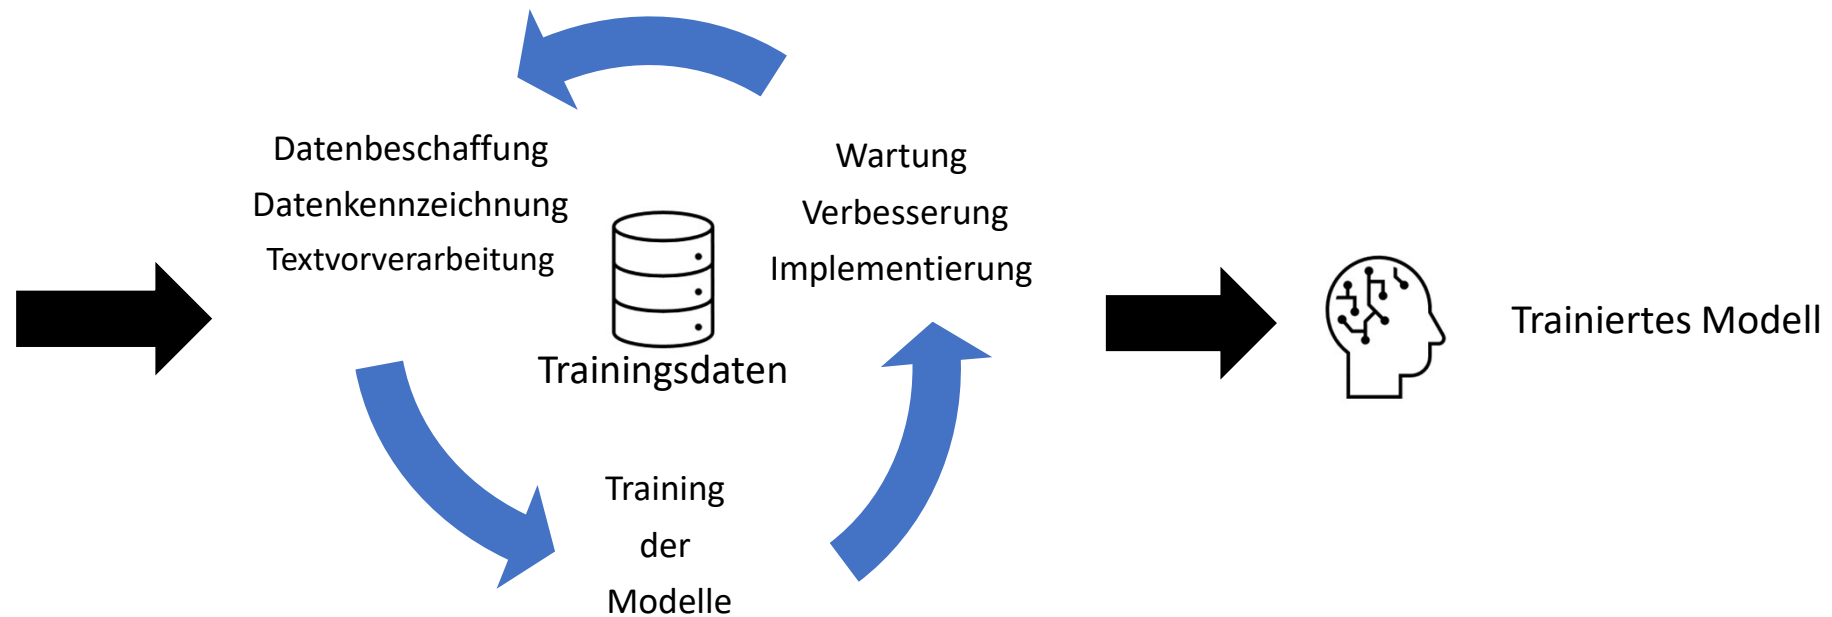 Datenbeschaffung
Datenkennzeichnung
Textvorverarbeitung
Trainingsdaten
Training
der
Modelle
Wartung
Verbesserung
Implementierung
Trainiertes Modell